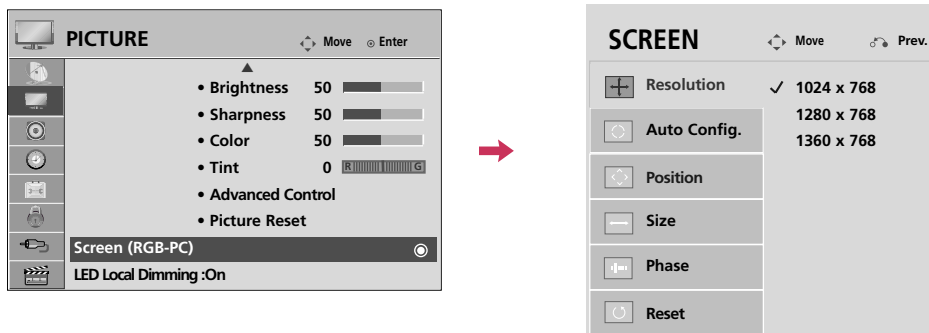 PICTURE
Move
Enter
• Brightness 50
• Sharpness 50
• Color 50
• Tint 0 R G
• Advanced Control
• Picture Reset
Screen (RGB-PC)
LED Local Dimming :On
SCREEN
Move
Prev.
Resolution
Auto Config.
Position
Size
Phase
Reset
✓ 1024 x 768
1280 x 768
1360 x 768